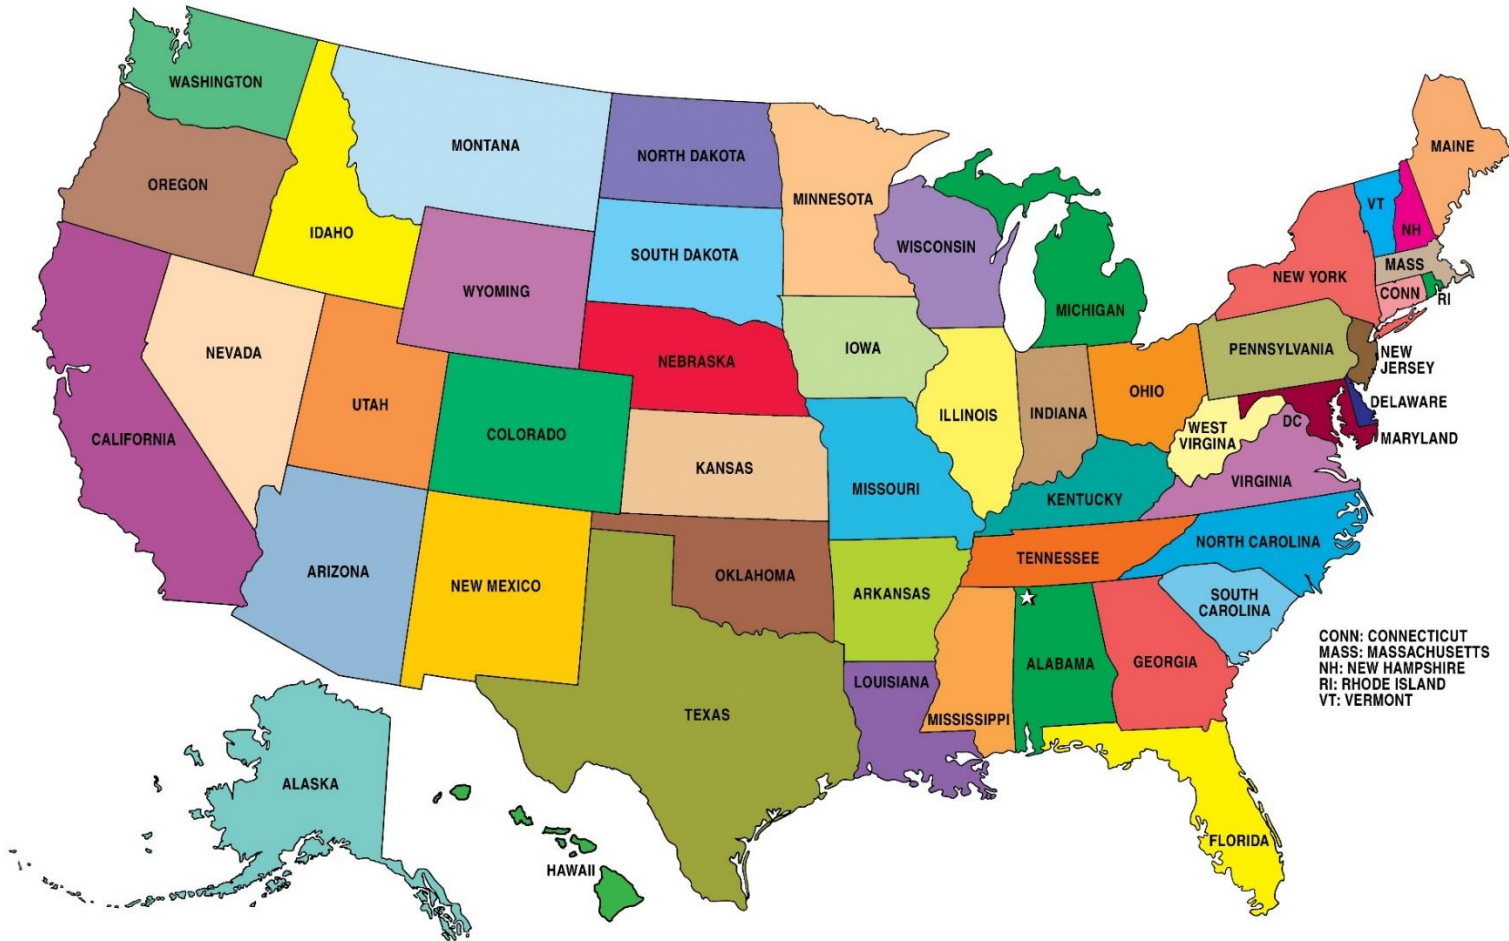 WASHINGTON
OREGON
IDAHO
MONTANA
WYOMING
NORTH DAKOTA
SOUTH DAKOTA
MINNESOTA
WISCONSIN
MICHIGAN
MAINE
VT
NH
NEW YORK
MASS
CONN
RI
CALIFORNIA
NEVADA
UTAH
COLORADO
NEBRASKA
KANSAS
IOWA
MISSOURI
ILLINOIS
INDIANA
OHIO
PENNSYLVANIA
NEW
JERSEY
DELAWARE
MARYLAND
DC
WEST
VIRGINA
VIRGINIA
KENTUCKY
TENNESSEE
NORTH CAROLINA
SOUTH
CAROLINA
ARIZONA
NEW MEXICO
OKLAHOMA
ARKANSAS
TEXAS
LOUISIANA
MISSISSIPPI
ALABAMA
GEORGIA
FLORIDA
ALASKA
HAWAII
CONN: CONNECTICUT
MASS: MASSACHUSETTS
NH: NEW HAMPSHIRE
RI: RHODE ISLAND
VT: VERMONT